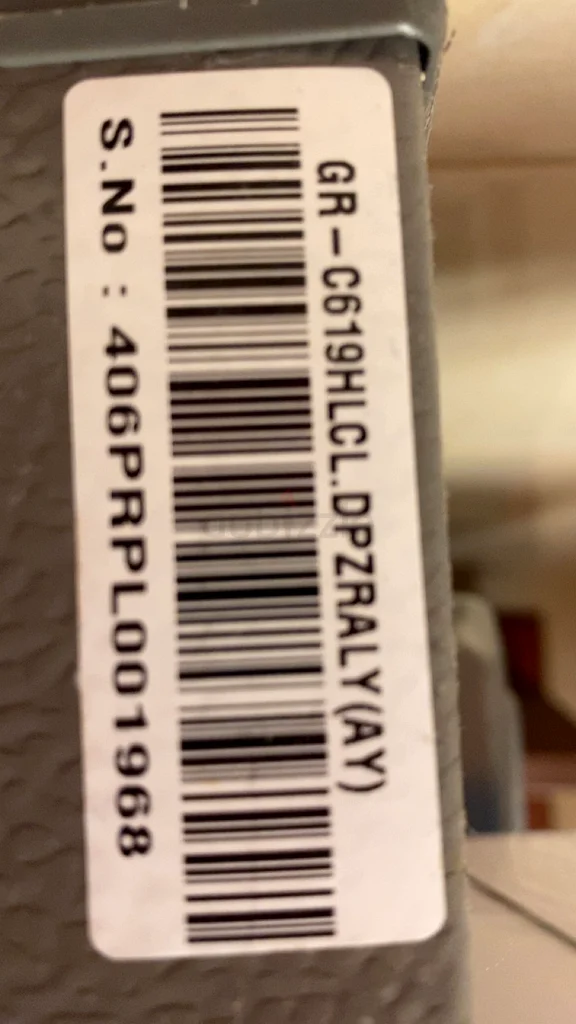 GR-C619HLCL.DPZRALY(AY)
S.No : 406PRPL001968